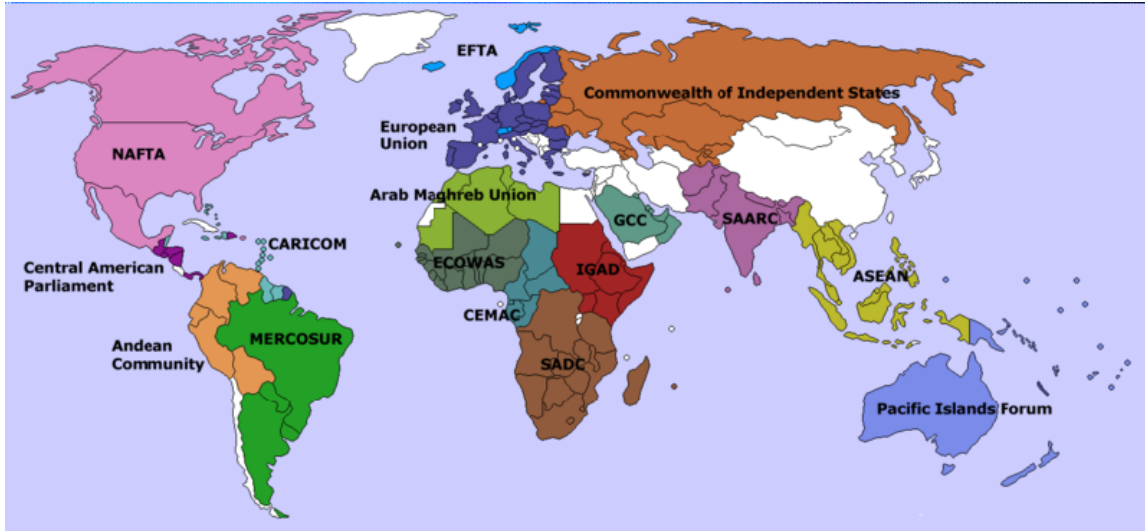 EFTA
Commonwealth of Independent States
European
Union
NAFTA
Arab Maghreb Union
GCC
SAARC
CARICOM
ECOWAS
IGAD
ASEAN
Central American
Parliament
CEMAC
MERCOSUR
Andean
Community
SADC
Pacific Islands Forum